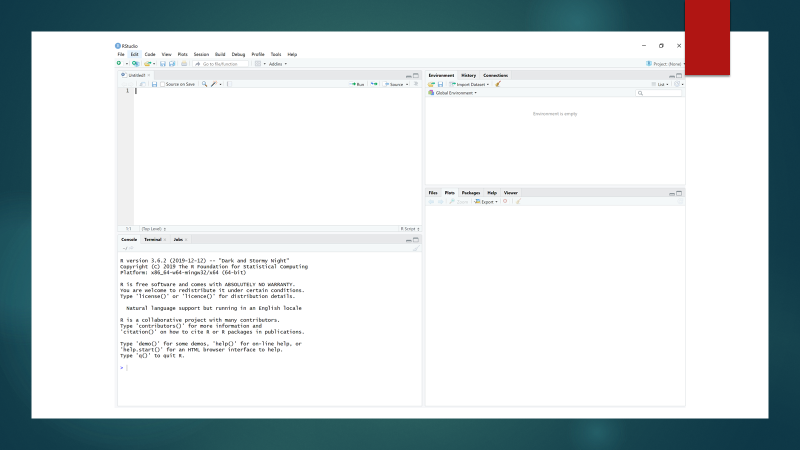 RStudio
File Edit Code View Plots Session Build Debug Profile Tools Help
Go to file/function Addins Project: (None)
Untitled1
Source on Save Run Source
1
1:1 (Top Level) R Script
Console Terminal Jobs
~/
R version 3.6.2 (2019-12-12) -- "Dark and Stormy Night"
Copyright (C) 2019 The R Foundation for Statistical Computing
Platform: x86_64-w64-mingw32/x64 (64-bit)
R is free software and comes with ABSOLUTELY NO WARRANTY.
You are welcome to redistribute it under certain conditions.
Type 'license()' or 'licence()' for distribution details.
Natural language support but running in an English locale
R is a collaborative project with many contributors.
Type 'contributors()' for more information and
'citation()' on how to cite R or R packages in publications.
Type 'demo()' for some demos, 'help()' for on-line help, or
'help.start()' for an HTML browser interface to help.
Type 'q()' to quit R.
>
Environment History Connections
Import Dataset List
Global Environment
Environment is empty
Files Plots Packages Help Viewer
Zoom Export